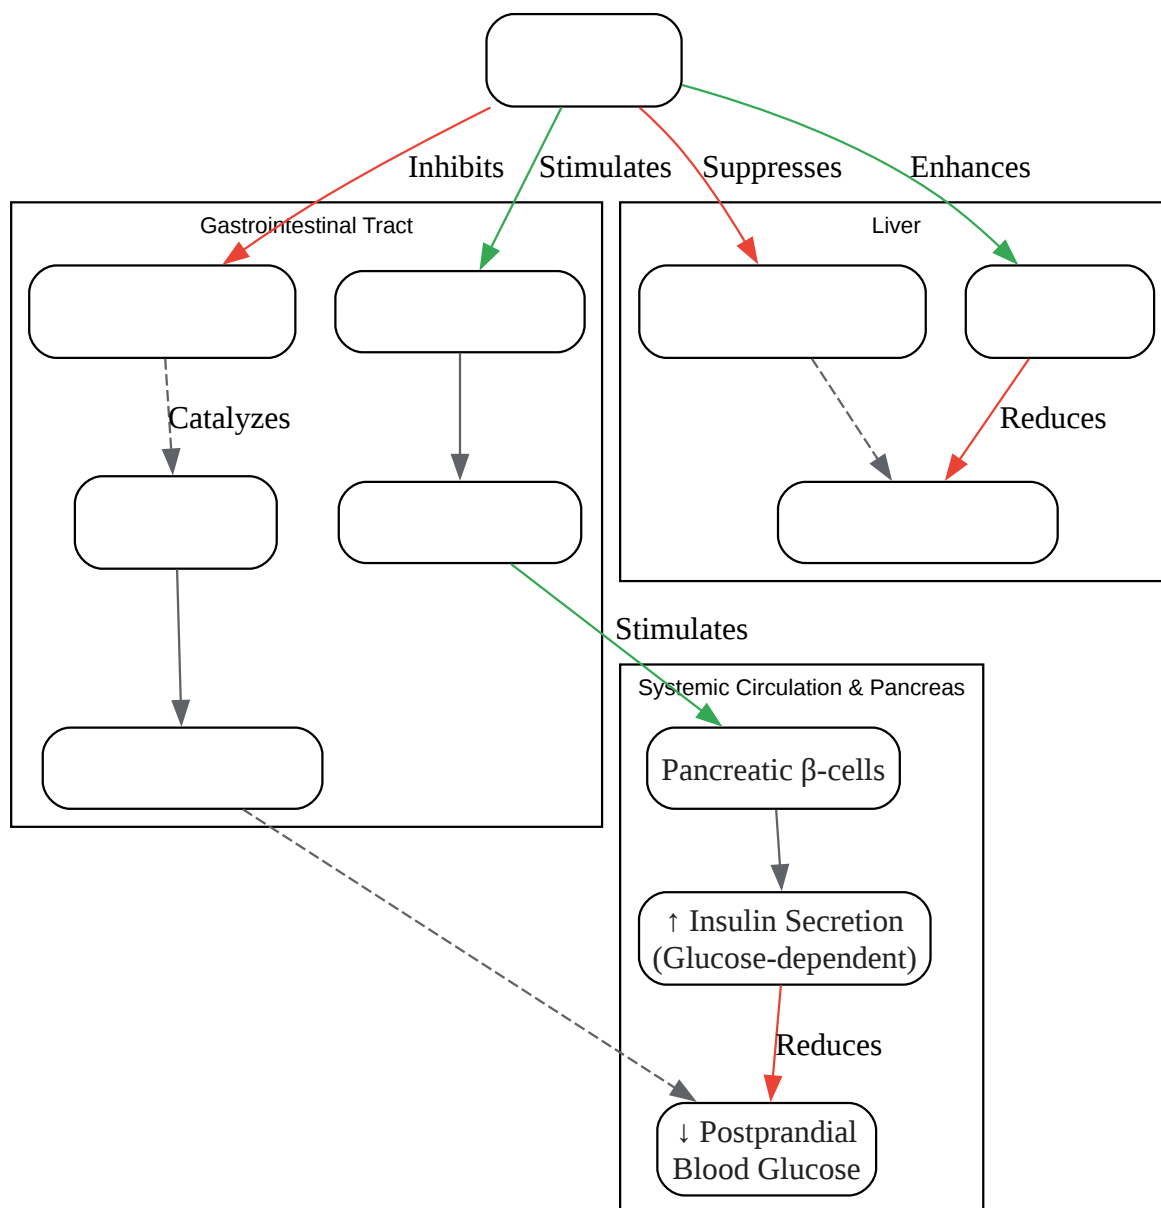 Inhibits
Stimulates
Suppresses
Enhances
Gastrointestinal Tract
Liver
Catalyzes
Reduces
Stimulates
Systemic Circulation & Pancreas
Pancreatic β-cells
↑ Insulin Secretion
(Glucose-dependent)
Reduces
↓ Postprandial
Blood Glucose